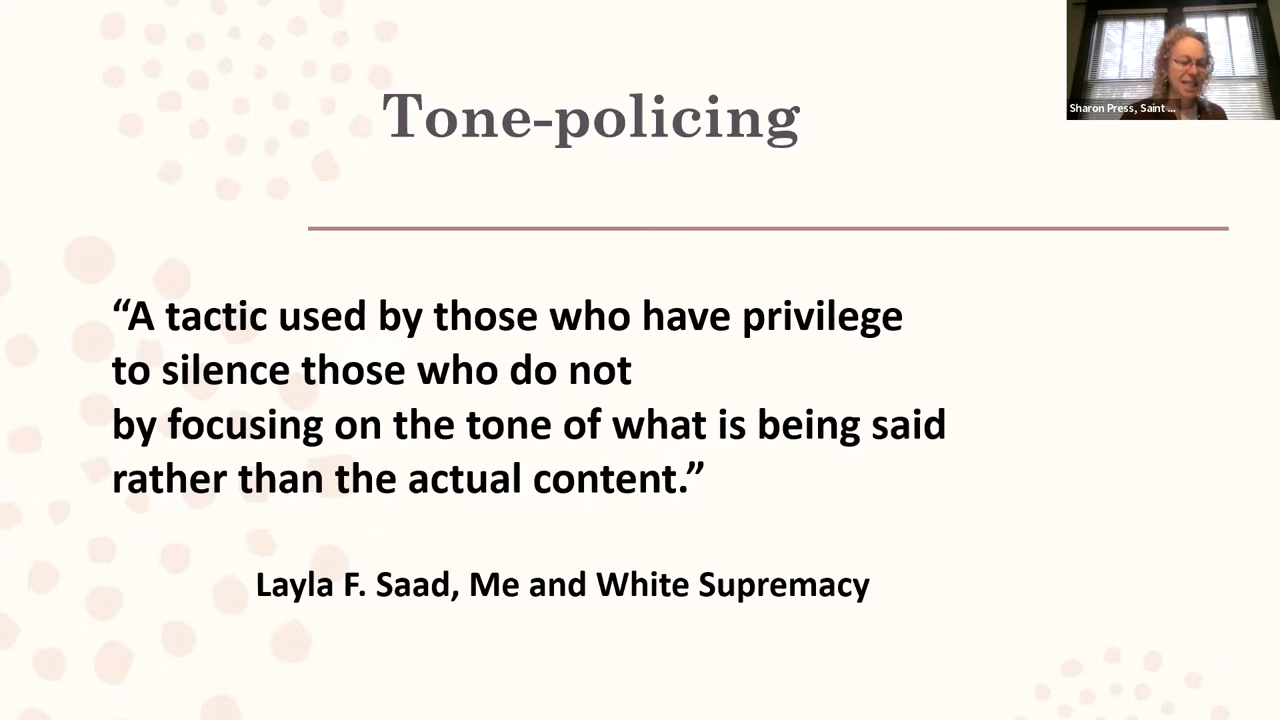 Tone-policing
Sharon Press, Saint ...
“A tactic used by those who have privilege
to silence those who do not
by focusing on the tone of what is being said
rather than the actual content.”
Layla F. Saad, Me and White Supremacy